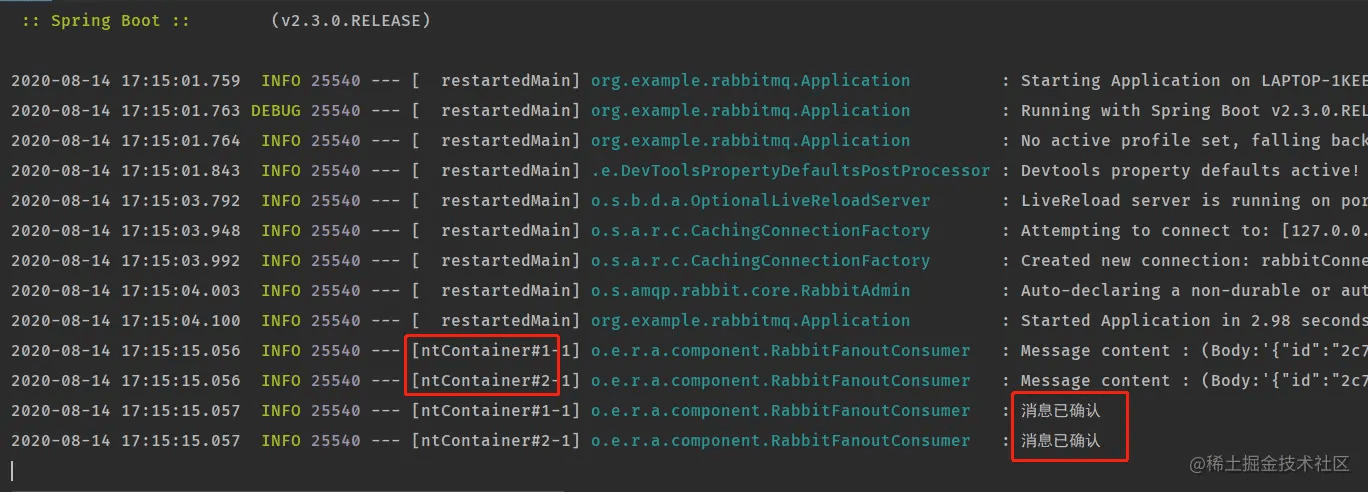 :: Spring Boot :: (v2.3.0.RELEASE)
2020-08-14 17:15:01.759 INFO 25540 --- [ restartedMain] org.example.rabbitmq.Application : Starting Application on LAPTOP-1KEE
2020-08-14 17:15:01.763 DEBUG 25540 --- [ restartedMain] org.example.rabbitmq.Application : Running with Spring Boot v2.3.0.REL
2020-08-14 17:15:01.764 INFO 25540 --- [ restartedMain] org.example.rabbitmq.Application : No active profile set, falling back
2020-08-14 17:15:01.843 INFO 25540 --- [ restartedMain] .e.DevToolsPropertyDefaultsPostProcessor : Devtools property defaults active!
2020-08-14 17:15:03.792 INFO 25540 --- [ restartedMain] o.s.b.d.a.OptionalLiveReloadServer : LiveReload server is running on por
2020-08-14 17:15:03.948 INFO 25540 --- [ restartedMain] o.s.a.r.c.CachingConnectionFactory : Attempting to connect to: [127.0.0.
2020-08-14 17:15:03.992 INFO 25540 --- [ restartedMain] o.s.a.r.c.CachingConnectionFactory : Created new connection: rabbitConne
2020-08-14 17:15:04.003 INFO 25540 --- [ restartedMain] o.s.amqp.rabbit.core.RabbitAdmin : Auto-declaring a non-durable or aut
2020-08-14 17:15:04.100 INFO 25540 --- [ restartedMain] org.example.rabbitmq.Application : Started Application in 2.98 seconds
2020-08-14 17:15:15.056 INFO 25540 --- [ntContainer#1-1] o.e.r.a.component.RabbitFanoutConsumer : Message content : (Body:'{"id":"2c7
2020-08-14 17:15:15.056 INFO 25540 --- [ntContainer#2-1] o.e.r.a.component.RabbitFanoutConsumer : Message content : (Body:'{"id":"2c7
2020-08-14 17:15:15.057 INFO 25540 --- [ntContainer#1-1] o.e.r.a.component.RabbitFanoutConsumer : 消息已确认
2020-08-14 17:15:15.057 INFO 25540 --- [ntContainer#2-1] o.e.r.a.component.RabbitFanoutConsumer : 消息已确认
@稀土掘金技术社区